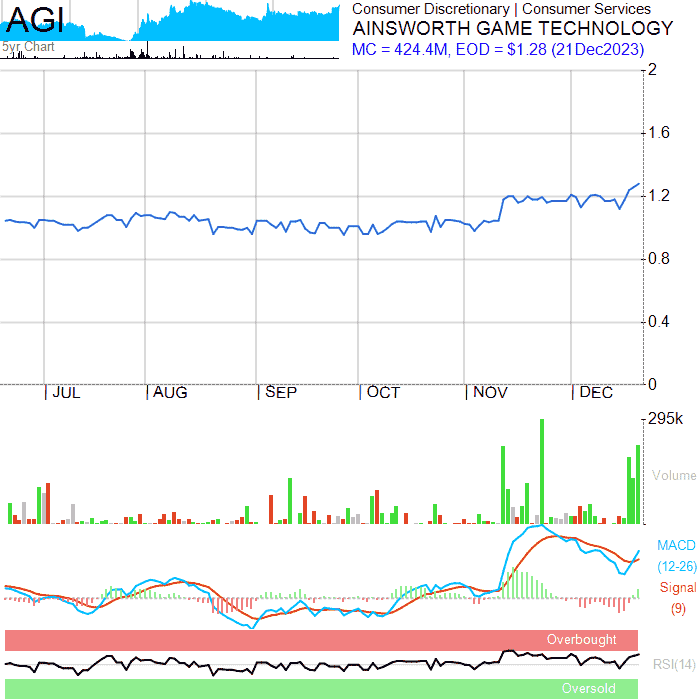 AGI
5yr Chart
Consumer Discretionary | Consumer Services
AINSWORTH GAME TECHNOLOGY
MC = 424.4M, EOD = $1.28 (21Dec2023)
2
1.6
1.2
0.8
0.4
0
JUL AUG SEP OCT NOV DEC
295k
Volume
MACD
(12-26)
Signal
(9)
Overbought
RSI(14)
Oversold